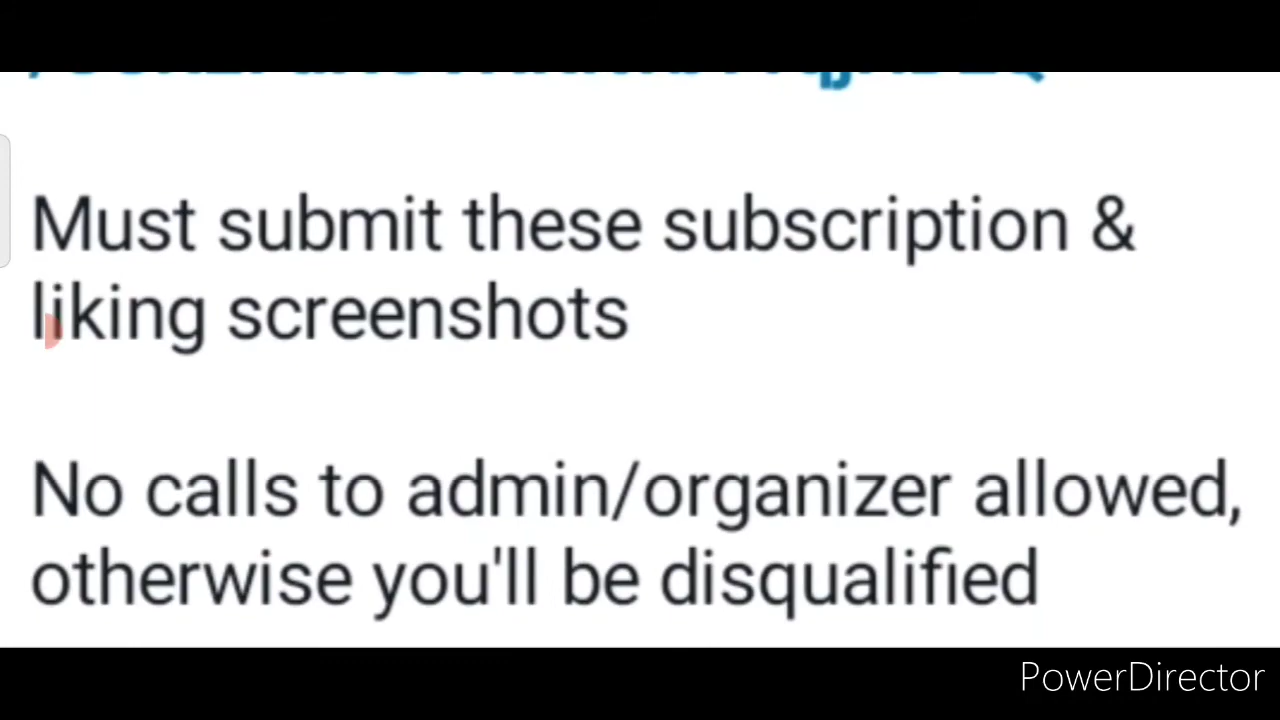 Must submit these subscription &
liking screenshots
No calls to admin/organizer allowed,
otherwise you'll be disqualified
PowerDirector